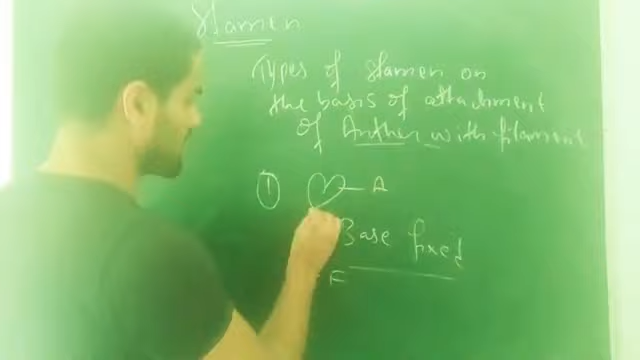 Stamen
Types of stamen on
the basis of attachment
of Anther with filament
1 A
Base fixed
F